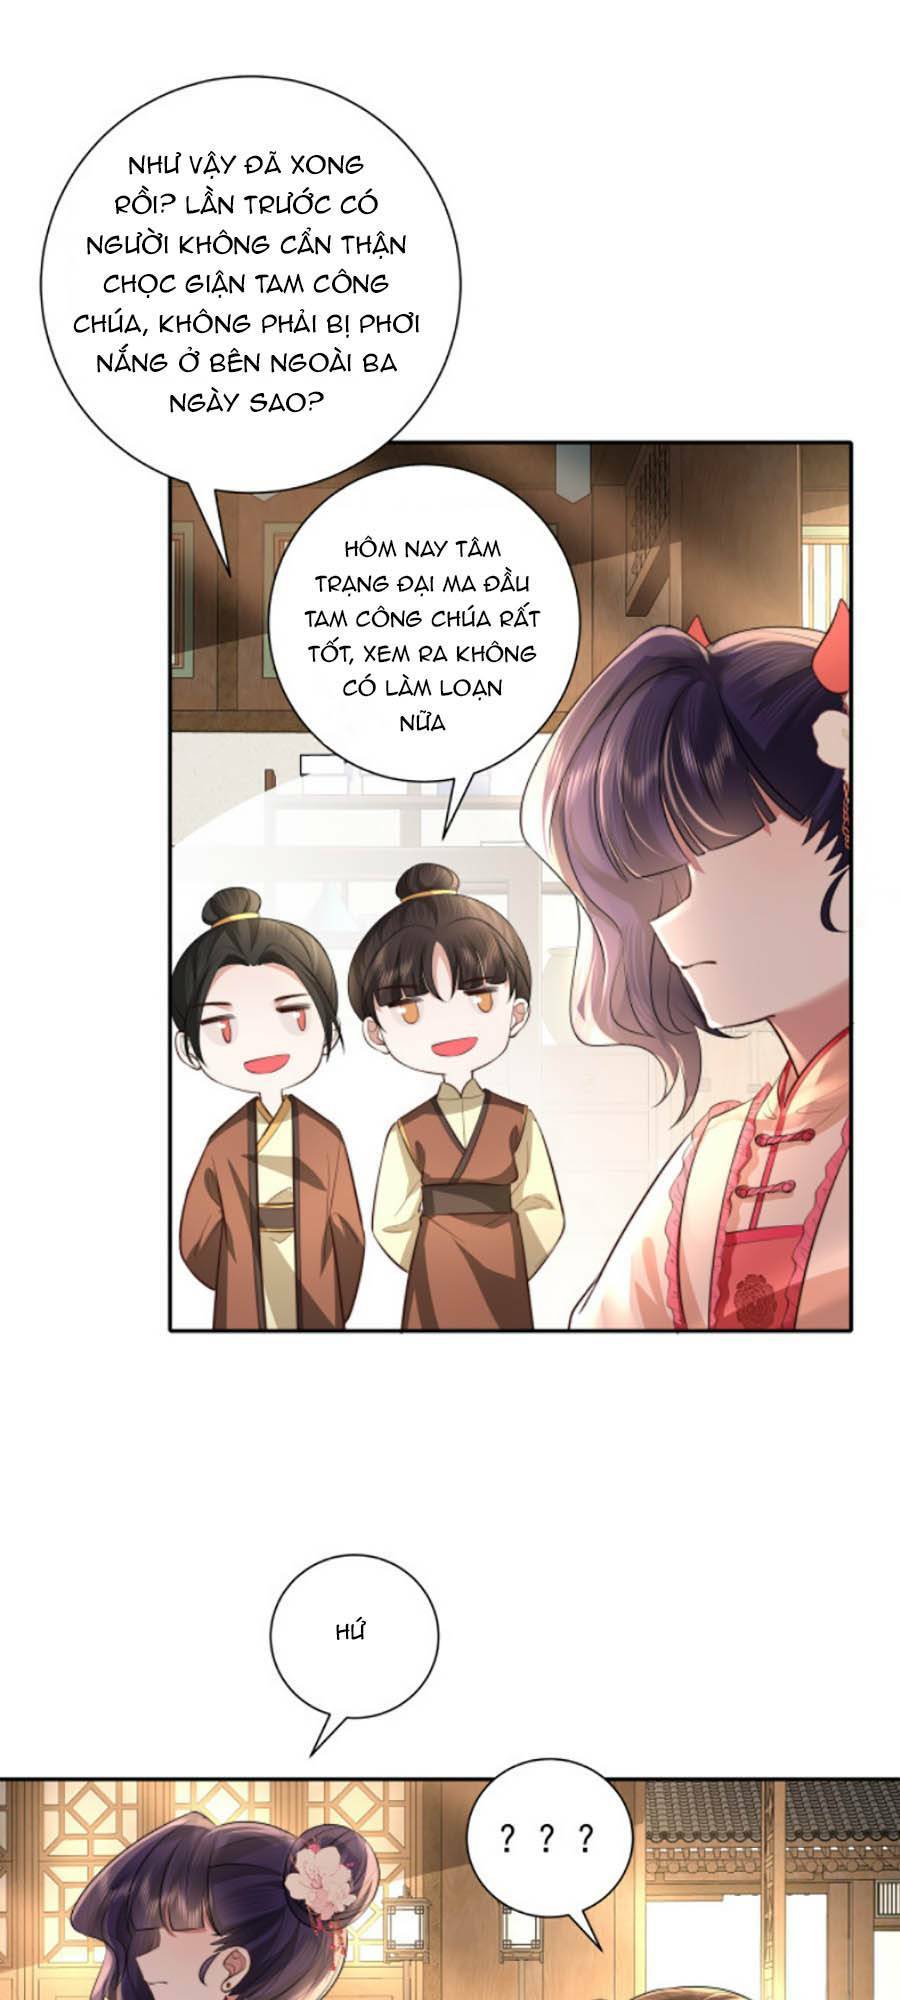 NHƯ VẬY ĐÃ XONG
RỒI? LẦN TRƯỚC CÓ
NGƯỜI KHÔNG CẨN THẬN
CHỌC GIẬN TAM CÔNG
CHÚA, KHÔNG PHẢI BỊ PHƠI
NẮNG Ở BÊN NGOÀI BA
NGÀY SAO?
HÔM NAY TÂM
TRẠNG ĐẠI MA ĐẦU
TAM CÔNG CHÚA RẤT
TỐT, XEM RA KHÔNG
CÓ LÀM LOẠN
NỮA
HỨ
? ? ?